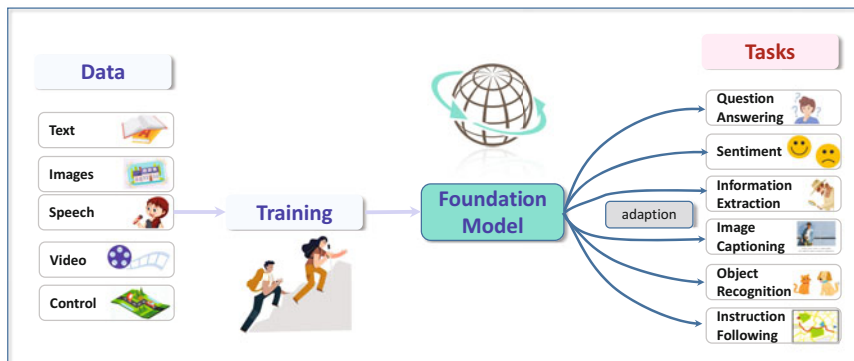 Data
Text
Images
Speech
Video
Control
Training
Foundation
Model
adaption
Tasks
Question
Answering
Sentiment
Information
Extraction
Image
Captioning
Object
Recognition
Instruction
Following